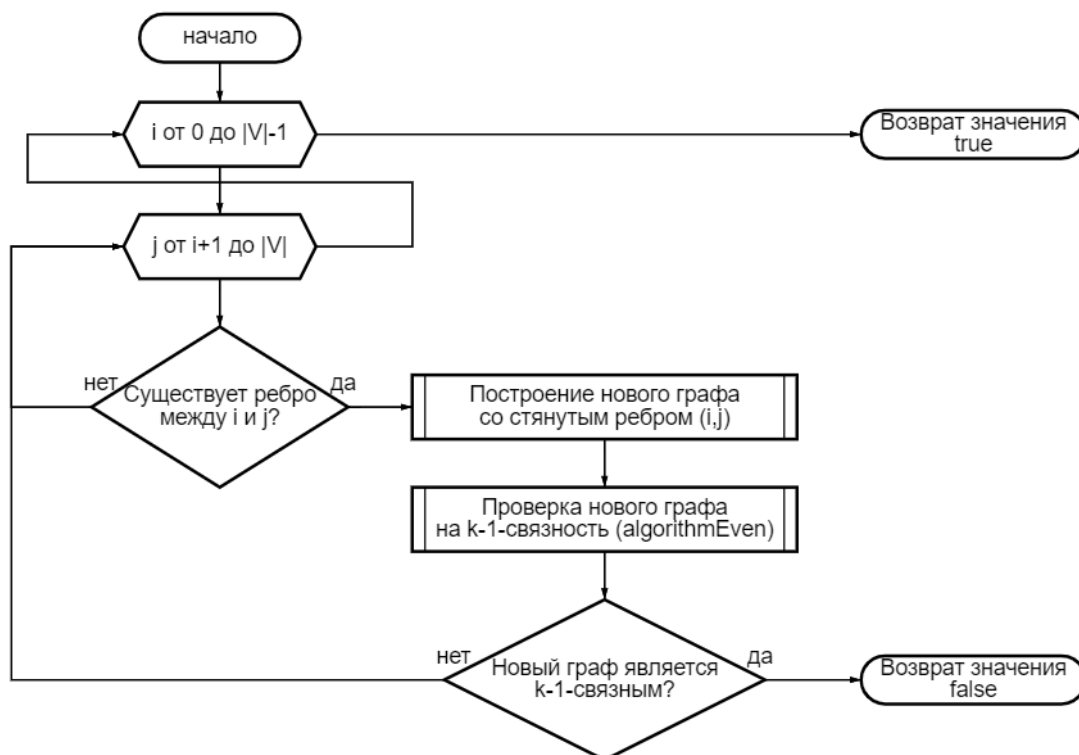 начало
i от 0 до |V|-1
Возврат значения
true
j от i+1 до |V|
нет
Существует ребро
между i и j?
да
Построение нового графа
со стянутым ребром (i,j)
Проверка нового графа
на k-1-связность (algorithmEven)
нет
Новый граф является
k-1-связным?
да
Возврат значения
false